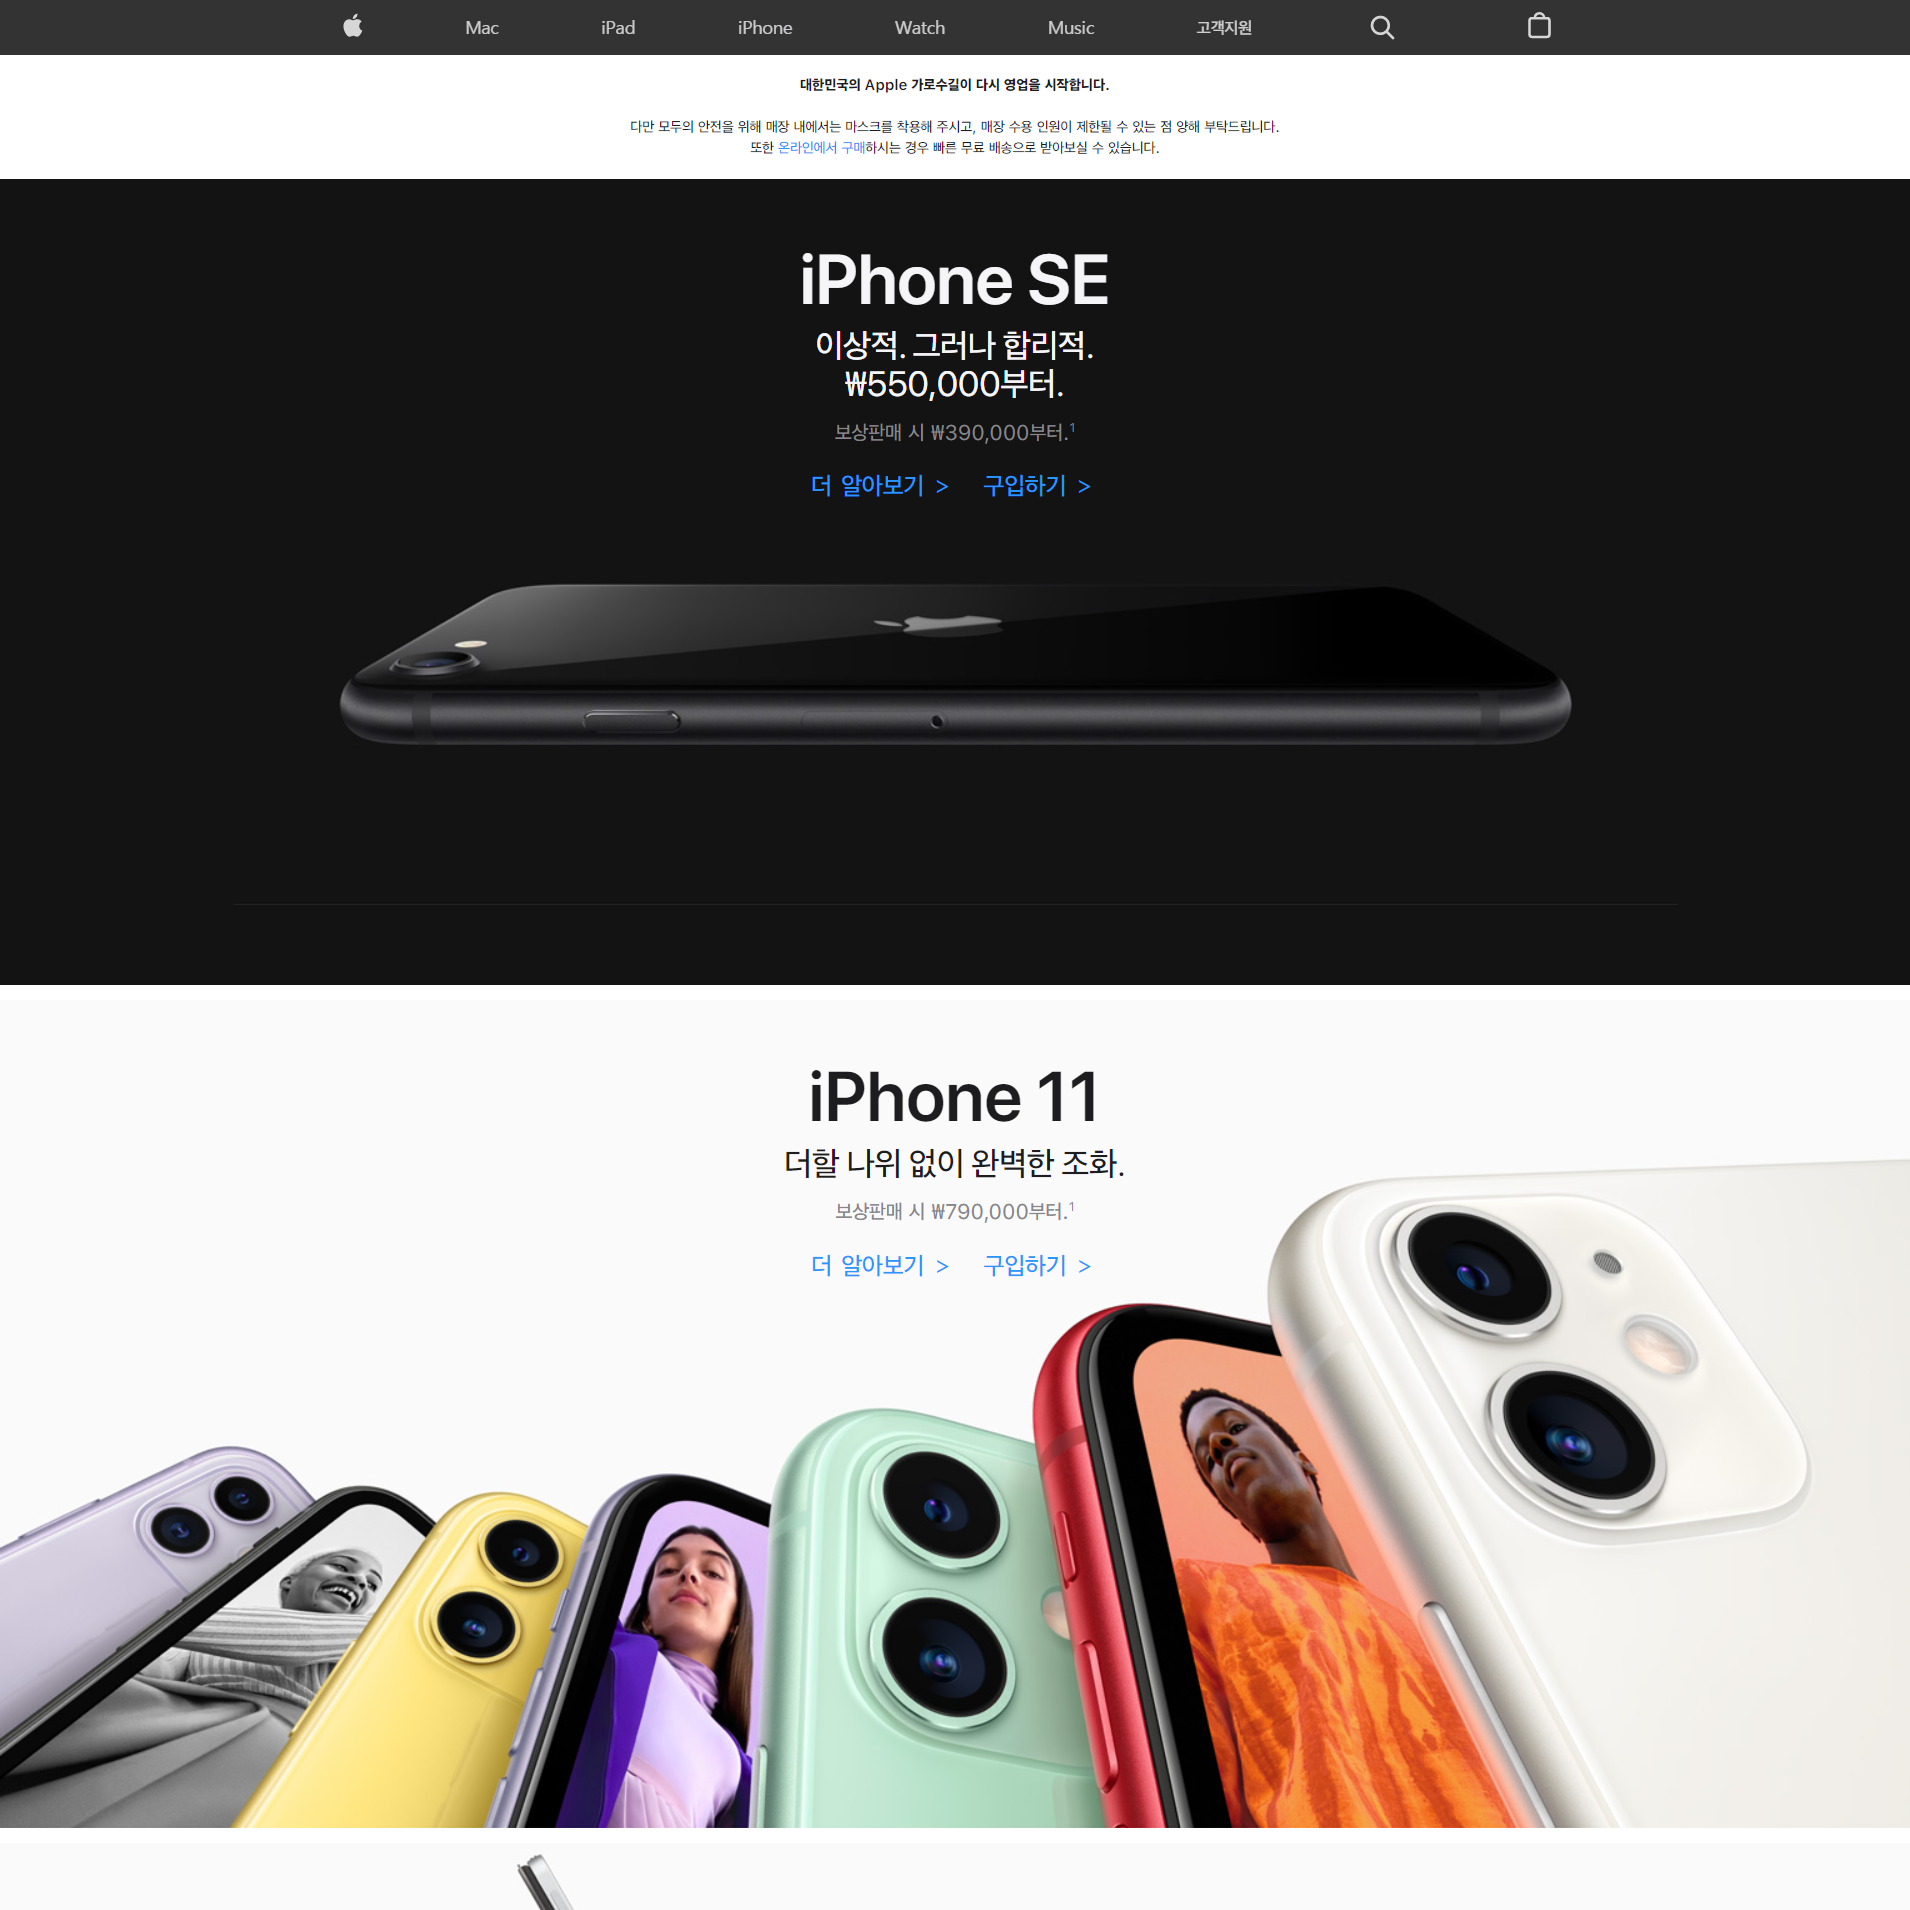 Mac iPad iPhone Watch Music 고객지원
대한민국의 Apple 가로수길이 다시 영업을 시작합니다.
다만 모두의 안전을 위해 매장 내에서는 마스크를 착용해 주시고, 매장 수용 인원이 제한될 수 있는 점 양해 부탁드립니다.
또한 온라인에서 구매하시는 경우 빠른 무료 배송으로 받아보실 수 있습니다.
iPhone SE
이상적. 그러나 합리적.
₩550,000부터.
보상판매 시 ₩390,000부터.¹
더 알아보기 > 구입하기 >
iPhone 11
더할 나위 없이 완벽한 조화.
보상판매 시 ₩790,000부터.¹
더 알아보기 > 구입하기 >